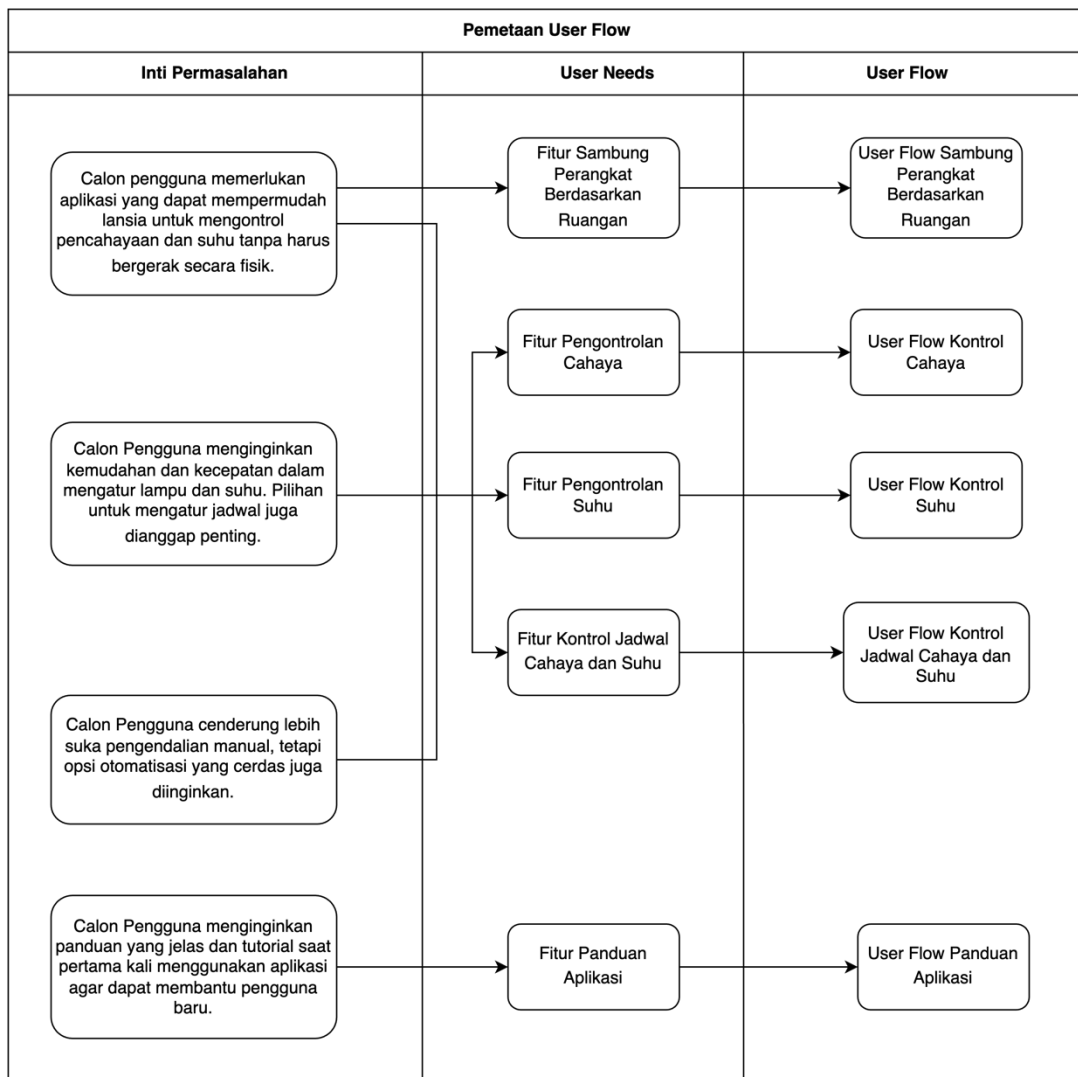 Pemetaan User Flow
Inti Permasalahan
User Needs
User Flow
Calon pengguna memerlukan
aplikasi yang dapat mempermudah
lansia untuk mengontrol
pencahayaan dan suhu tanpa harus
bergerak secara fisik.
Fitur Sambung
Perangkat
Berdasarkan
Ruangan
User Flow Sambung
Perangkat
Berdasarkan
Ruangan
Fitur Pengontrolan
Cahaya
User Flow Kontrol
Cahaya
Calon Pengguna menginginkan
kemudahan dan kecepatan dalam
mengatur lampu dan suhu. Pilihan
untuk mengatur jadwal juga
dianggap penting.
Fitur Pengontrolan
Suhu
User Flow Kontrol
Suhu
Fitur Kontrol Jadwal
Cahaya dan Suhu
User Flow Kontrol
Jadwal Cahaya dan
Suhu
Calon Pengguna cenderung lebih
suka pengendalian manual, tetapi
opsi otomatisasi yang cerdas juga
diinginkan.
Calon Pengguna menginginkan
panduan yang jelas dan tutorial saat
pertama kali menggunakan aplikasi
agar dapat membantu pengguna
baru.
Fitur Panduan
Aplikasi
User Flow Panduan
Aplikasi